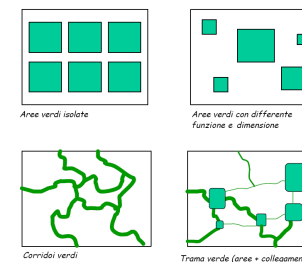 Aree verdi isolate
Aree verdi con differente
funzione e dimensione
Corridoi verdi
Trama verde (aree + collegamen